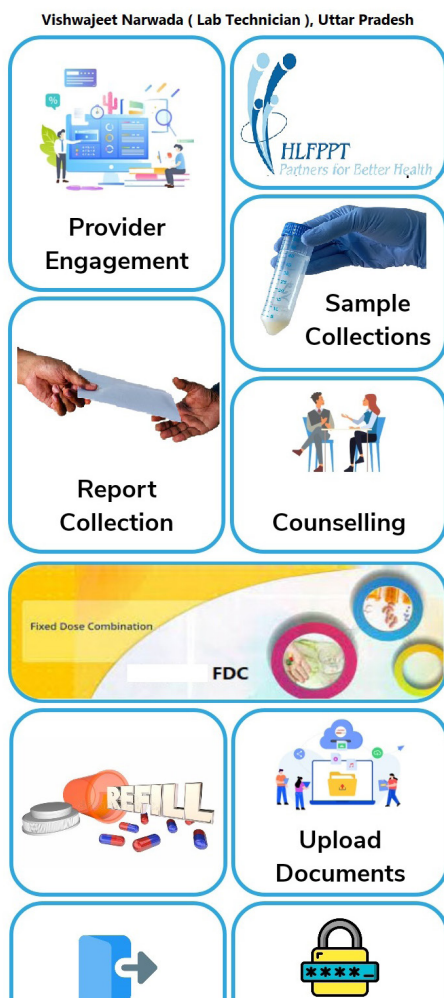 Vishwajeet Narwada ( Lab Technician ), Uttar Pradesh
Provider
Engagement
HLFPPT
Partners for Better Health
Sample
Collections
Report
Collection
Counselling
Fixed Dose Combination
FDC
REFILL
Upload
Documents
****_